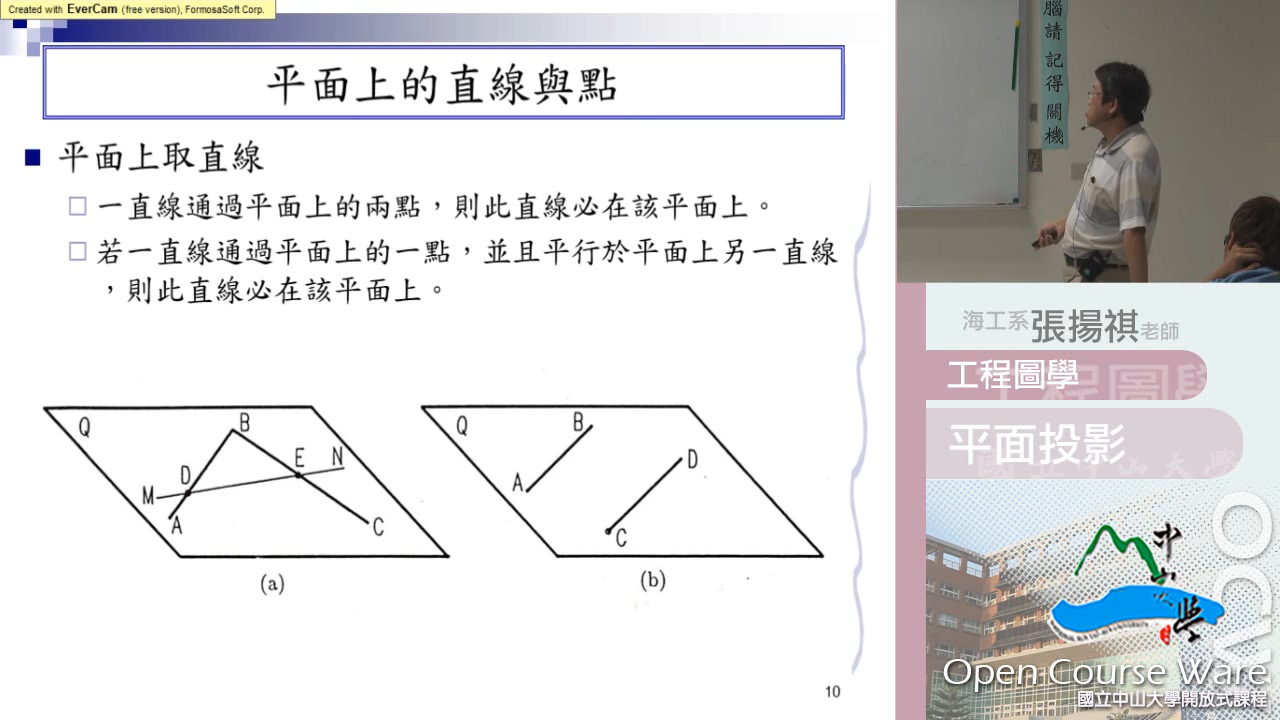 Created with EverCam (free version), FormosaSoft Corp.
平面上的直線與點
平面上取直線
一直線通過平面上的兩點，則此直線必在該平面上。
若一直線通過平面上的一點，並且平行於平面上另一直線
，則此直線必在該平面上。
Q
B
E
N
D
M
A
C
(a)
Q
B
D
A
C
(b)
10
腦請記得關機
海工系張揚祺老師
工程圖學
平面投影
中山大學
OCW
Open Course Ware
國立中山大學開放式課程